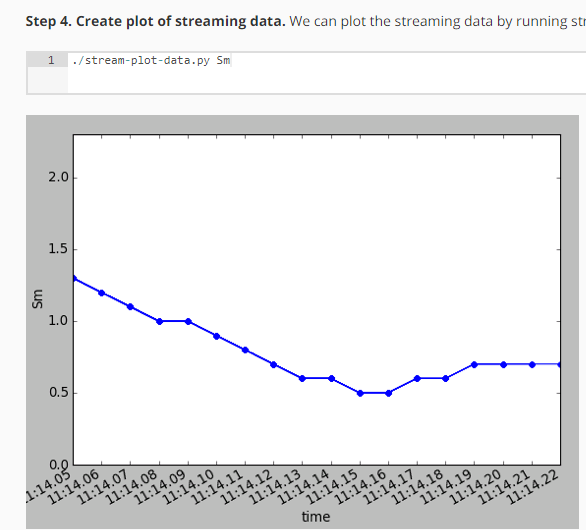 Step 4. Create plot of streaming data. We can plot the streaming data by running
1 ./stream-plot-data.py Sm
2.0
1.5
Sm
1.0
0.5
0.0
11:14.05 11:14.06 11:14.07 11:14.08 11:14.09 11:14.10 11:14.11 11:14.12 11:14.13 11:14.14 11:14.15 11:14.16 11:14.17 11:14.18 11:14.19 11:14.20 11:14.21 11:14.22
time